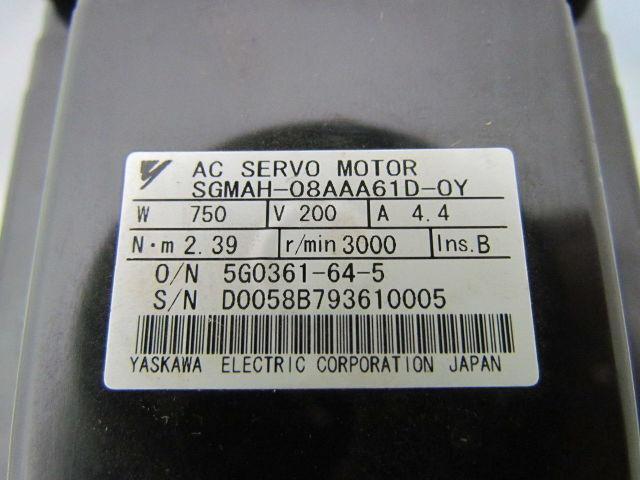 AC SERVO MOTOR
SGMAH-08AAA61D-OY
W 750 V 200 A 4.4
N·m 2.39 r/min 3000 Ins.B
O/N 5G0361-64-5
S/N D0058B793610005
YASKAWA ELECTRIC CORPORATION JAPAN